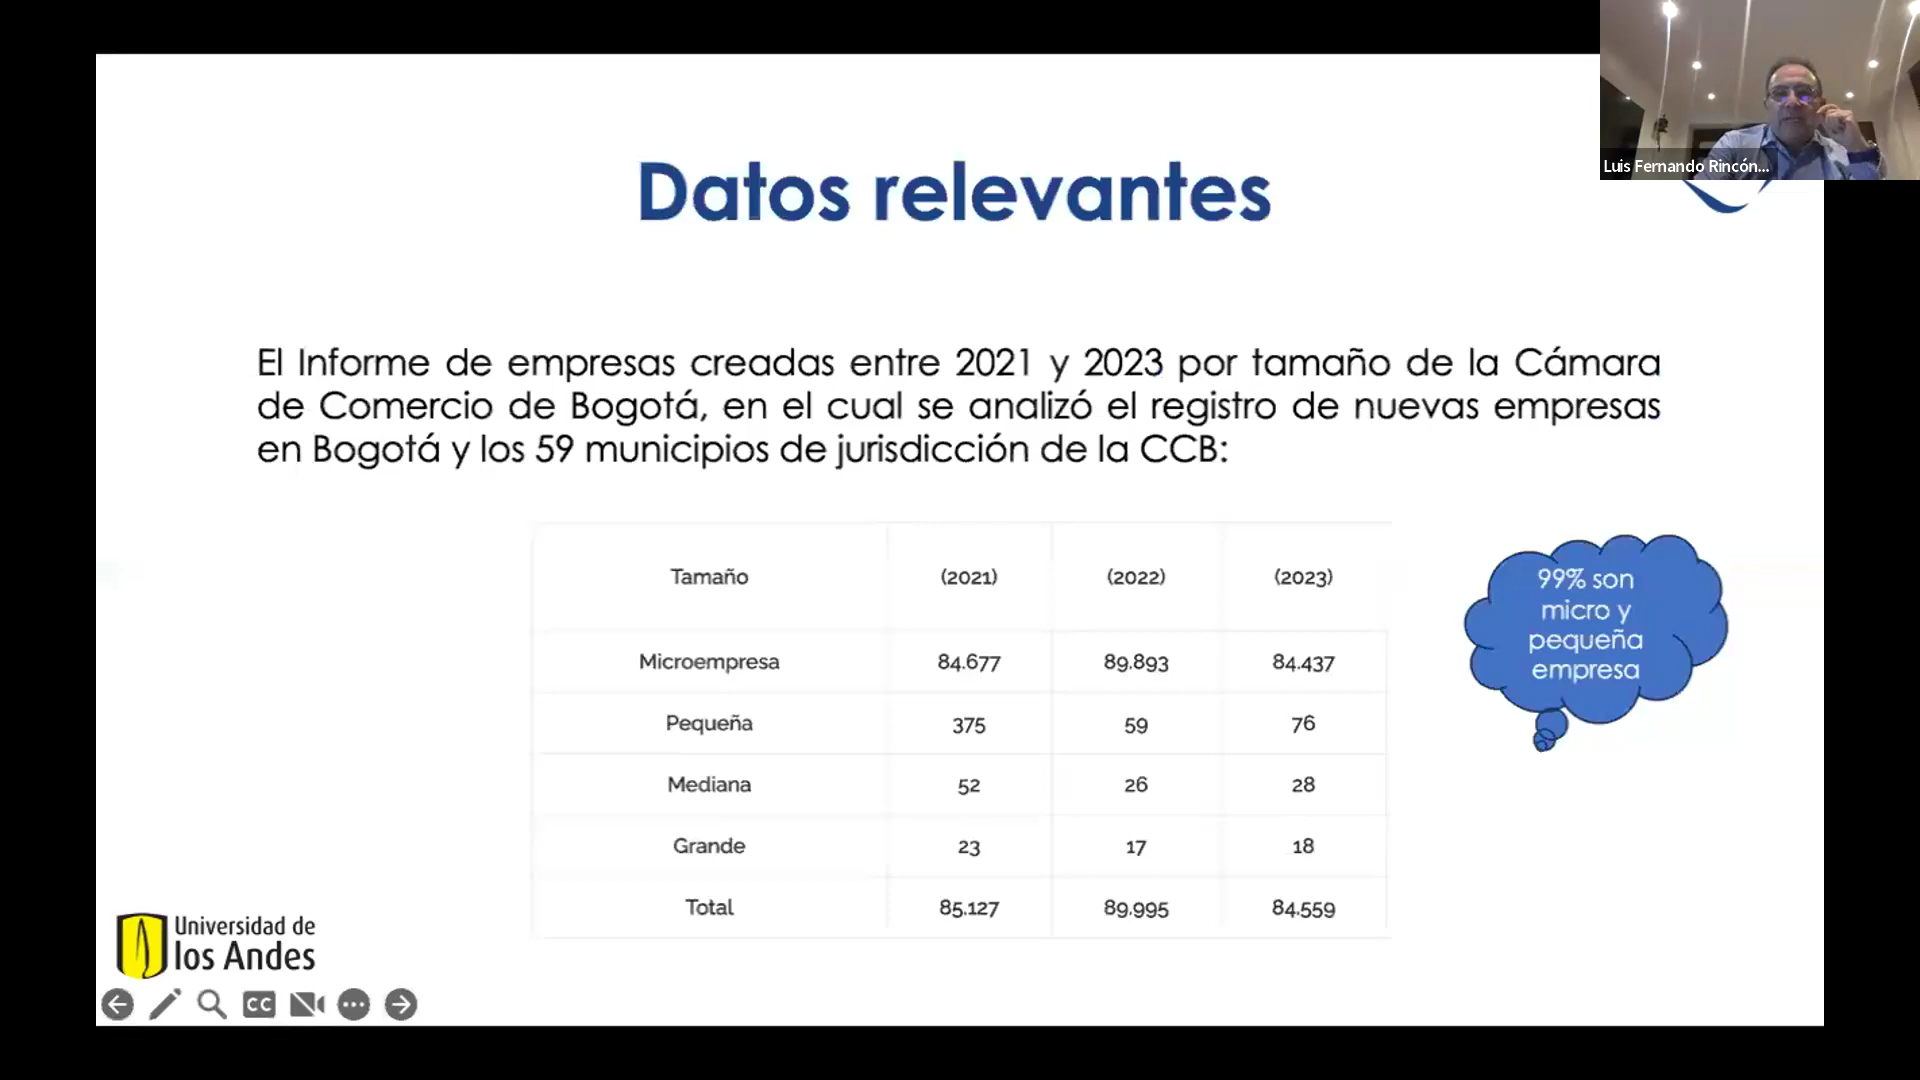 Luis Fernando Rincón...
Datos relevantes
El Informe de empresas creadas entre 2021 y 2023 por tamaño de la Cámara
de Comercio de Bogotá, en el cual se analizó el registro de nuevas empresas
en Bogotá y los 59 municipios de jurisdicción de la CCB:
Tamaño (2021) (2022) (2023)
Microempresa 84.677 89.893 84.437
Pequeña 375 59 76
Mediana 52 26 28
Grande 23 17 18
Total 85.127 89.995 84.559
99% son
micro y
pequeña
empresa
Universidad de
los Andes
CC